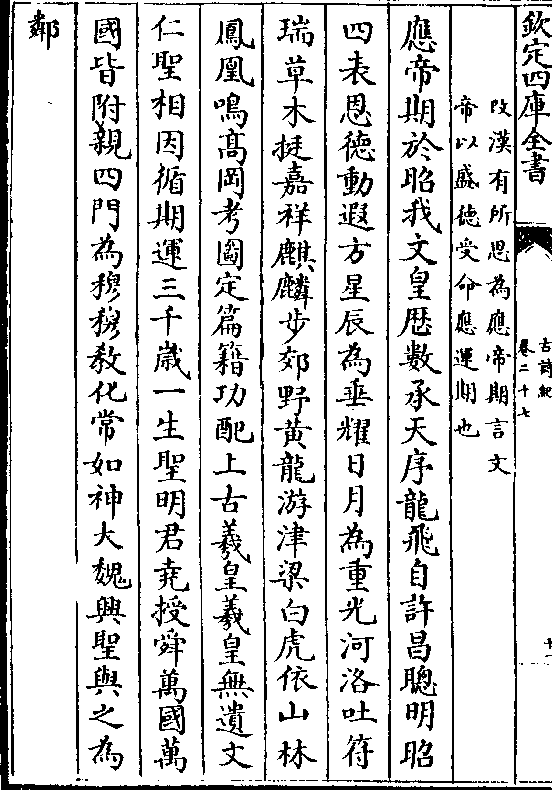 欽定四庫全書
古詩紀
卷二十七
十一
改漢有所思為應帝期言文
帝以盛徳受命應運期也
應帝期於昭我文皇歴數承天序龍飛自許昌聰明昭
四表恩德動遐方星辰為垂耀日月為重光河洛吐符
瑞草木挺嘉祥麒麟步郊野黄龍游津梁白虎依山林
鳳凰鳴髙岡考圖定篇籍功配上古羲皇羲皇無遺文
仁聖相因循期運三千歳一生聖明君堯授舜萬國萬
國皆附親四門為穆穆教化常如神大魏興聖與之為
鄰